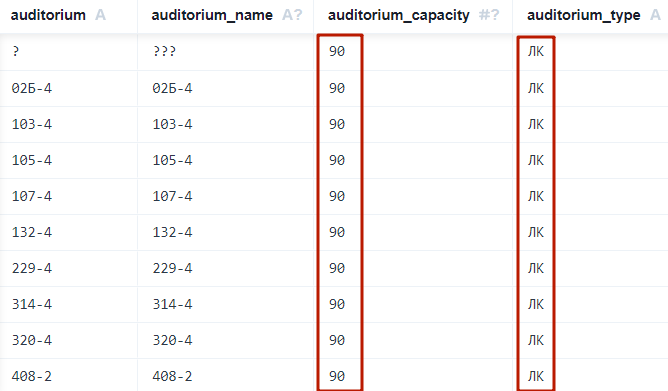 auditorium A auditorium_name A? auditorium_capacity #? auditorium_type A
? ??? 90 ЛК
02Б-4 02Б-4 90 ЛК
103-4 103-4 90 ЛК
105-4 105-4 90 ЛК
107-4 107-4 90 ЛК
132-4 132-4 90 ЛК
229-4 229-4 90 ЛК
314-4 314-4 90 ЛК
320-4 320-4 90 ЛК
408-2 408-2 90 ЛК